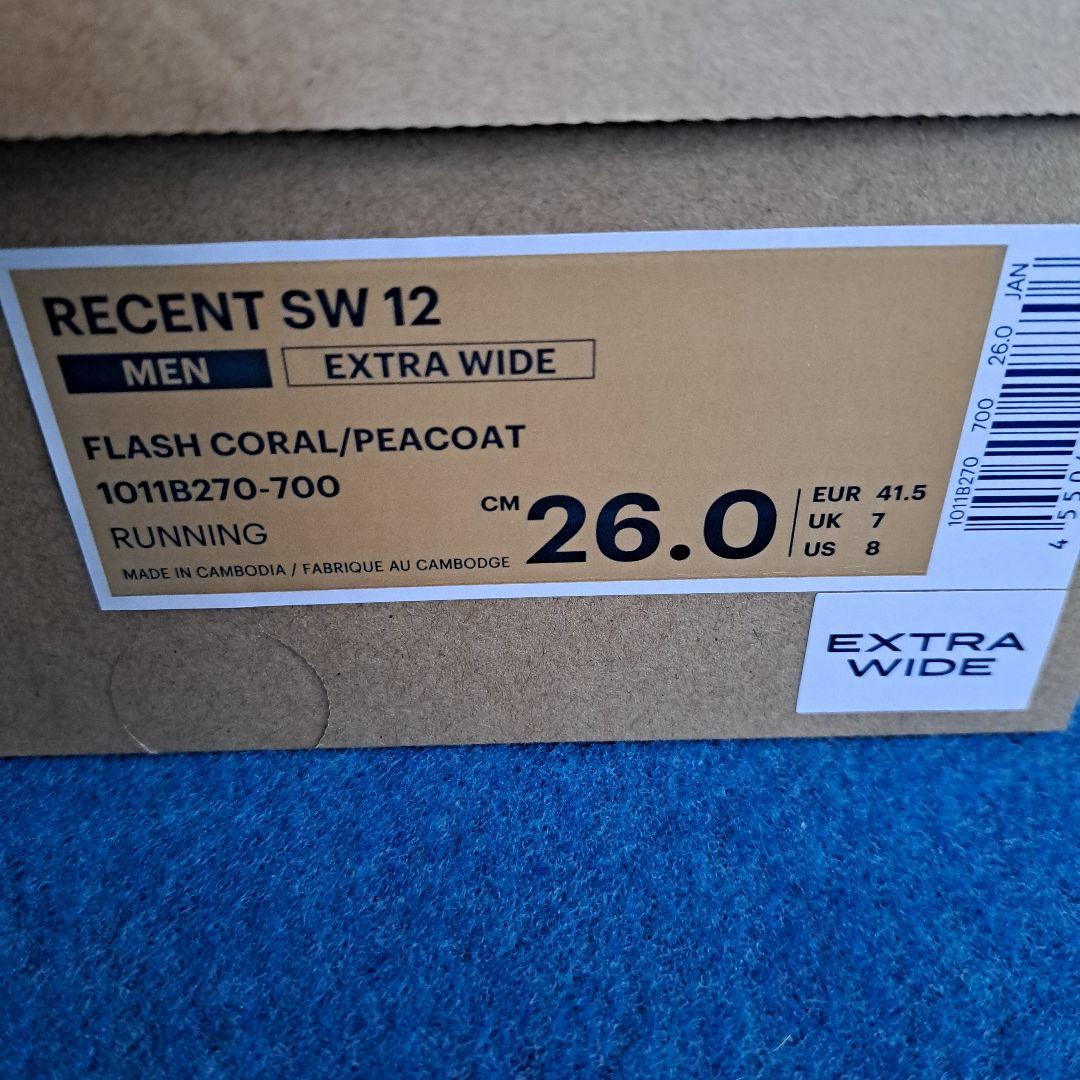 RECENT SW 12
MEN
EXTRA WIDE
FLASH CORAL/PEACOAT
1011B270-700
RUNNING
MADE IN CAMBODIA / FABRIQUE AU CAMBODGE
CM 26.0
EUR 41.5
UK 7
US 8
1011B270 700 26.0 JAN
EXTRA
WIDE